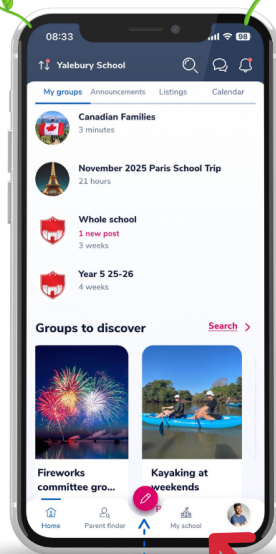 08:33
98
Yalebury School
My groups Announcements Listings Calendar
Canadian Families
3 minutes
November 2025 Paris School Trip
21 hours
Whole school
1 new post
3 weeks
Year 5 25-26
4 weeks
Groups to discover
Search
Fireworks
committee gro...
Kayaking at
weekends
P
Home Parent finder My school